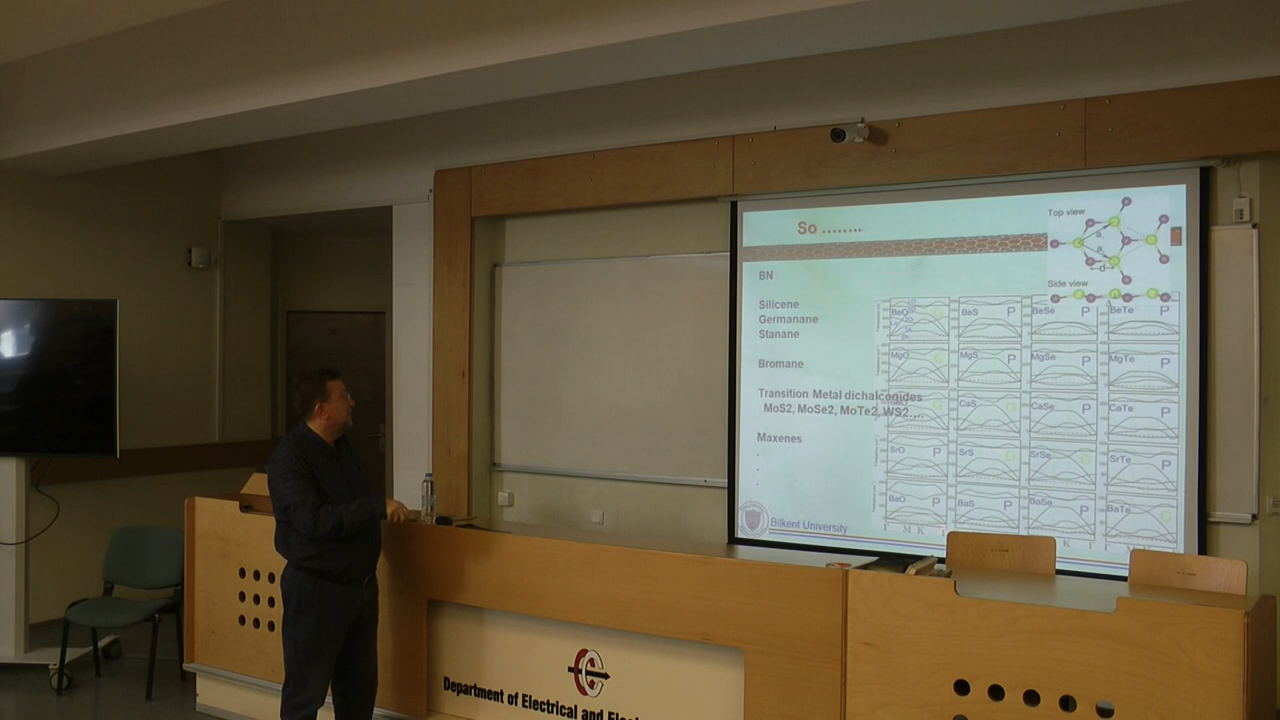 So ........
Top view
a
a
d
Side view
BN
Silicene
Germanane
Stanane
Bromane
Transition Metal dichalcogides
MoS2, MoSe2, MoTe2, WS2....
Maxenes
.
.
.
BeO G
BeS P
BeSe P
BeTe P
MgO G
MgS P
MgSe P
MgTe P
G
CaS G
CaSe P
CaTe P
SrO P
SrS G
SrSe G
SrTe P
BaO P
BaS P
BaSe P
BaTe G
M K
Bilkent University
Department of Electrical and